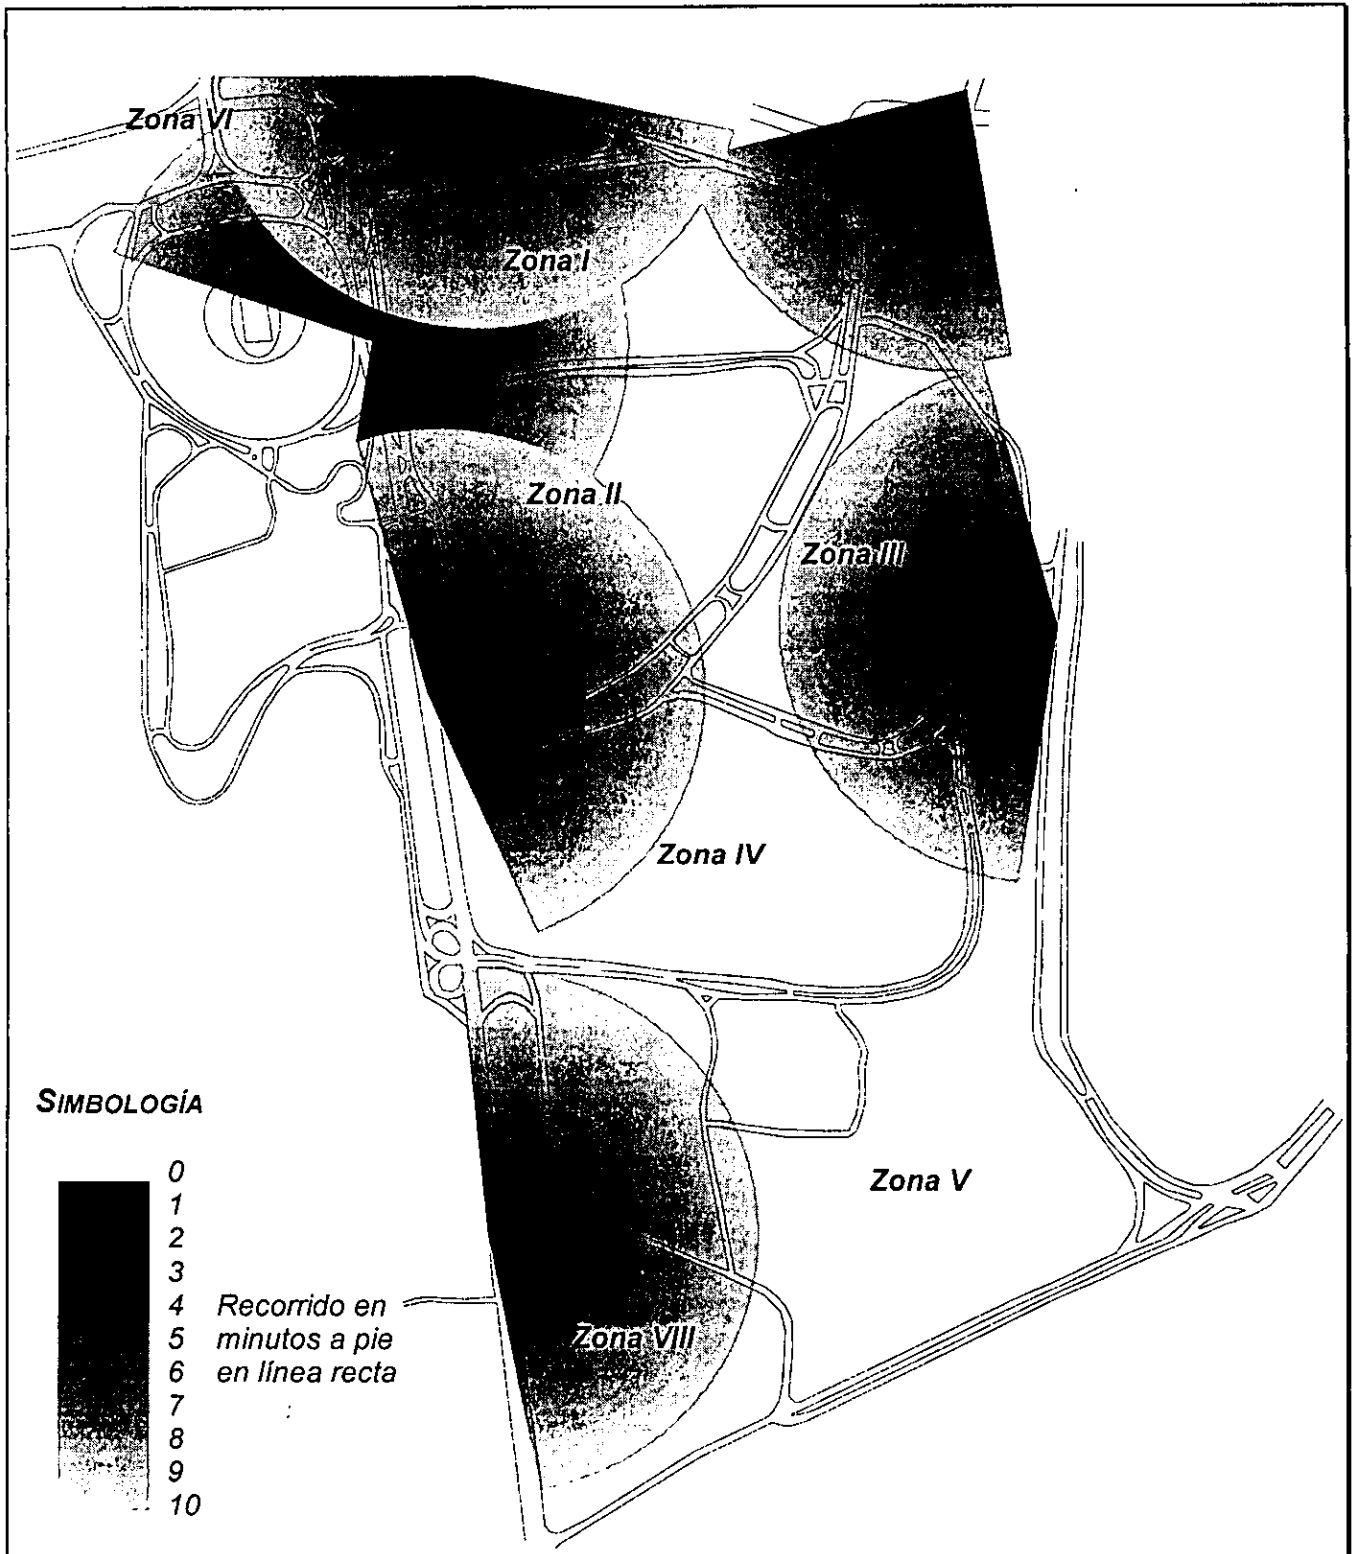 Zona VI
Zona I
Zona II
Zona III
Zona IV
SIMBOLOGÍA
Zona V
0
1
2
3
4
5
6
7
8
9
10
Recorrido en
minutos a pie
en línea recta
Zona VIII